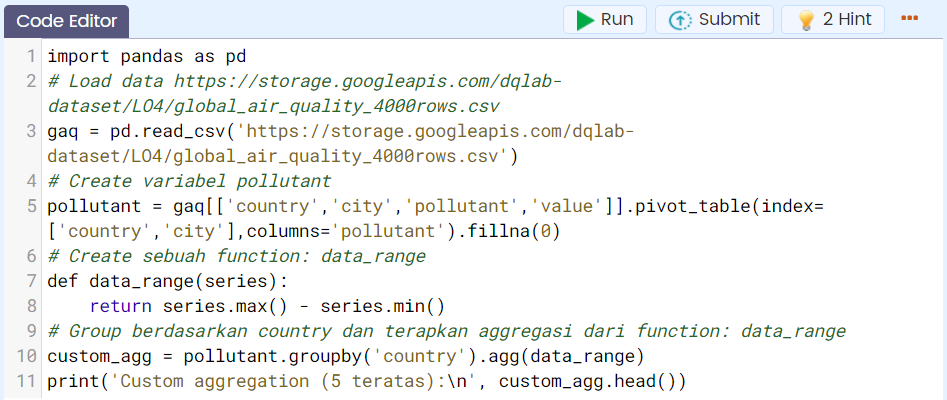 Code Editor
Run
Submit
2 Hint
1 import pandas as pd
2 # Load data https://storage.googleapis.com/dqlab-
dataset/LO4/global_air_quality_4000rows.csv
3 gaq = pd.read_csv('https://storage.googleapis.com/dqlab-
dataset/LO4/global_air_quality_4000rows.csv')
4 # Create variabel pollutant
5 pollutant = gaq[['country','city','pollutant','value']].pivot_table(index=
['country','city'],columns='pollutant').fillna(0)
6 # Create sebuah function: data_range
7 def data_range(series):
8     return series.max() - series.min()
9 # Group berdasarkan country dan terapkan aggregasi dari function: data_range
10 custom_agg = pollutant.groupby('country').agg(data_range)
11 print('Custom aggregation (5 teratas):\n', custom_agg.head())